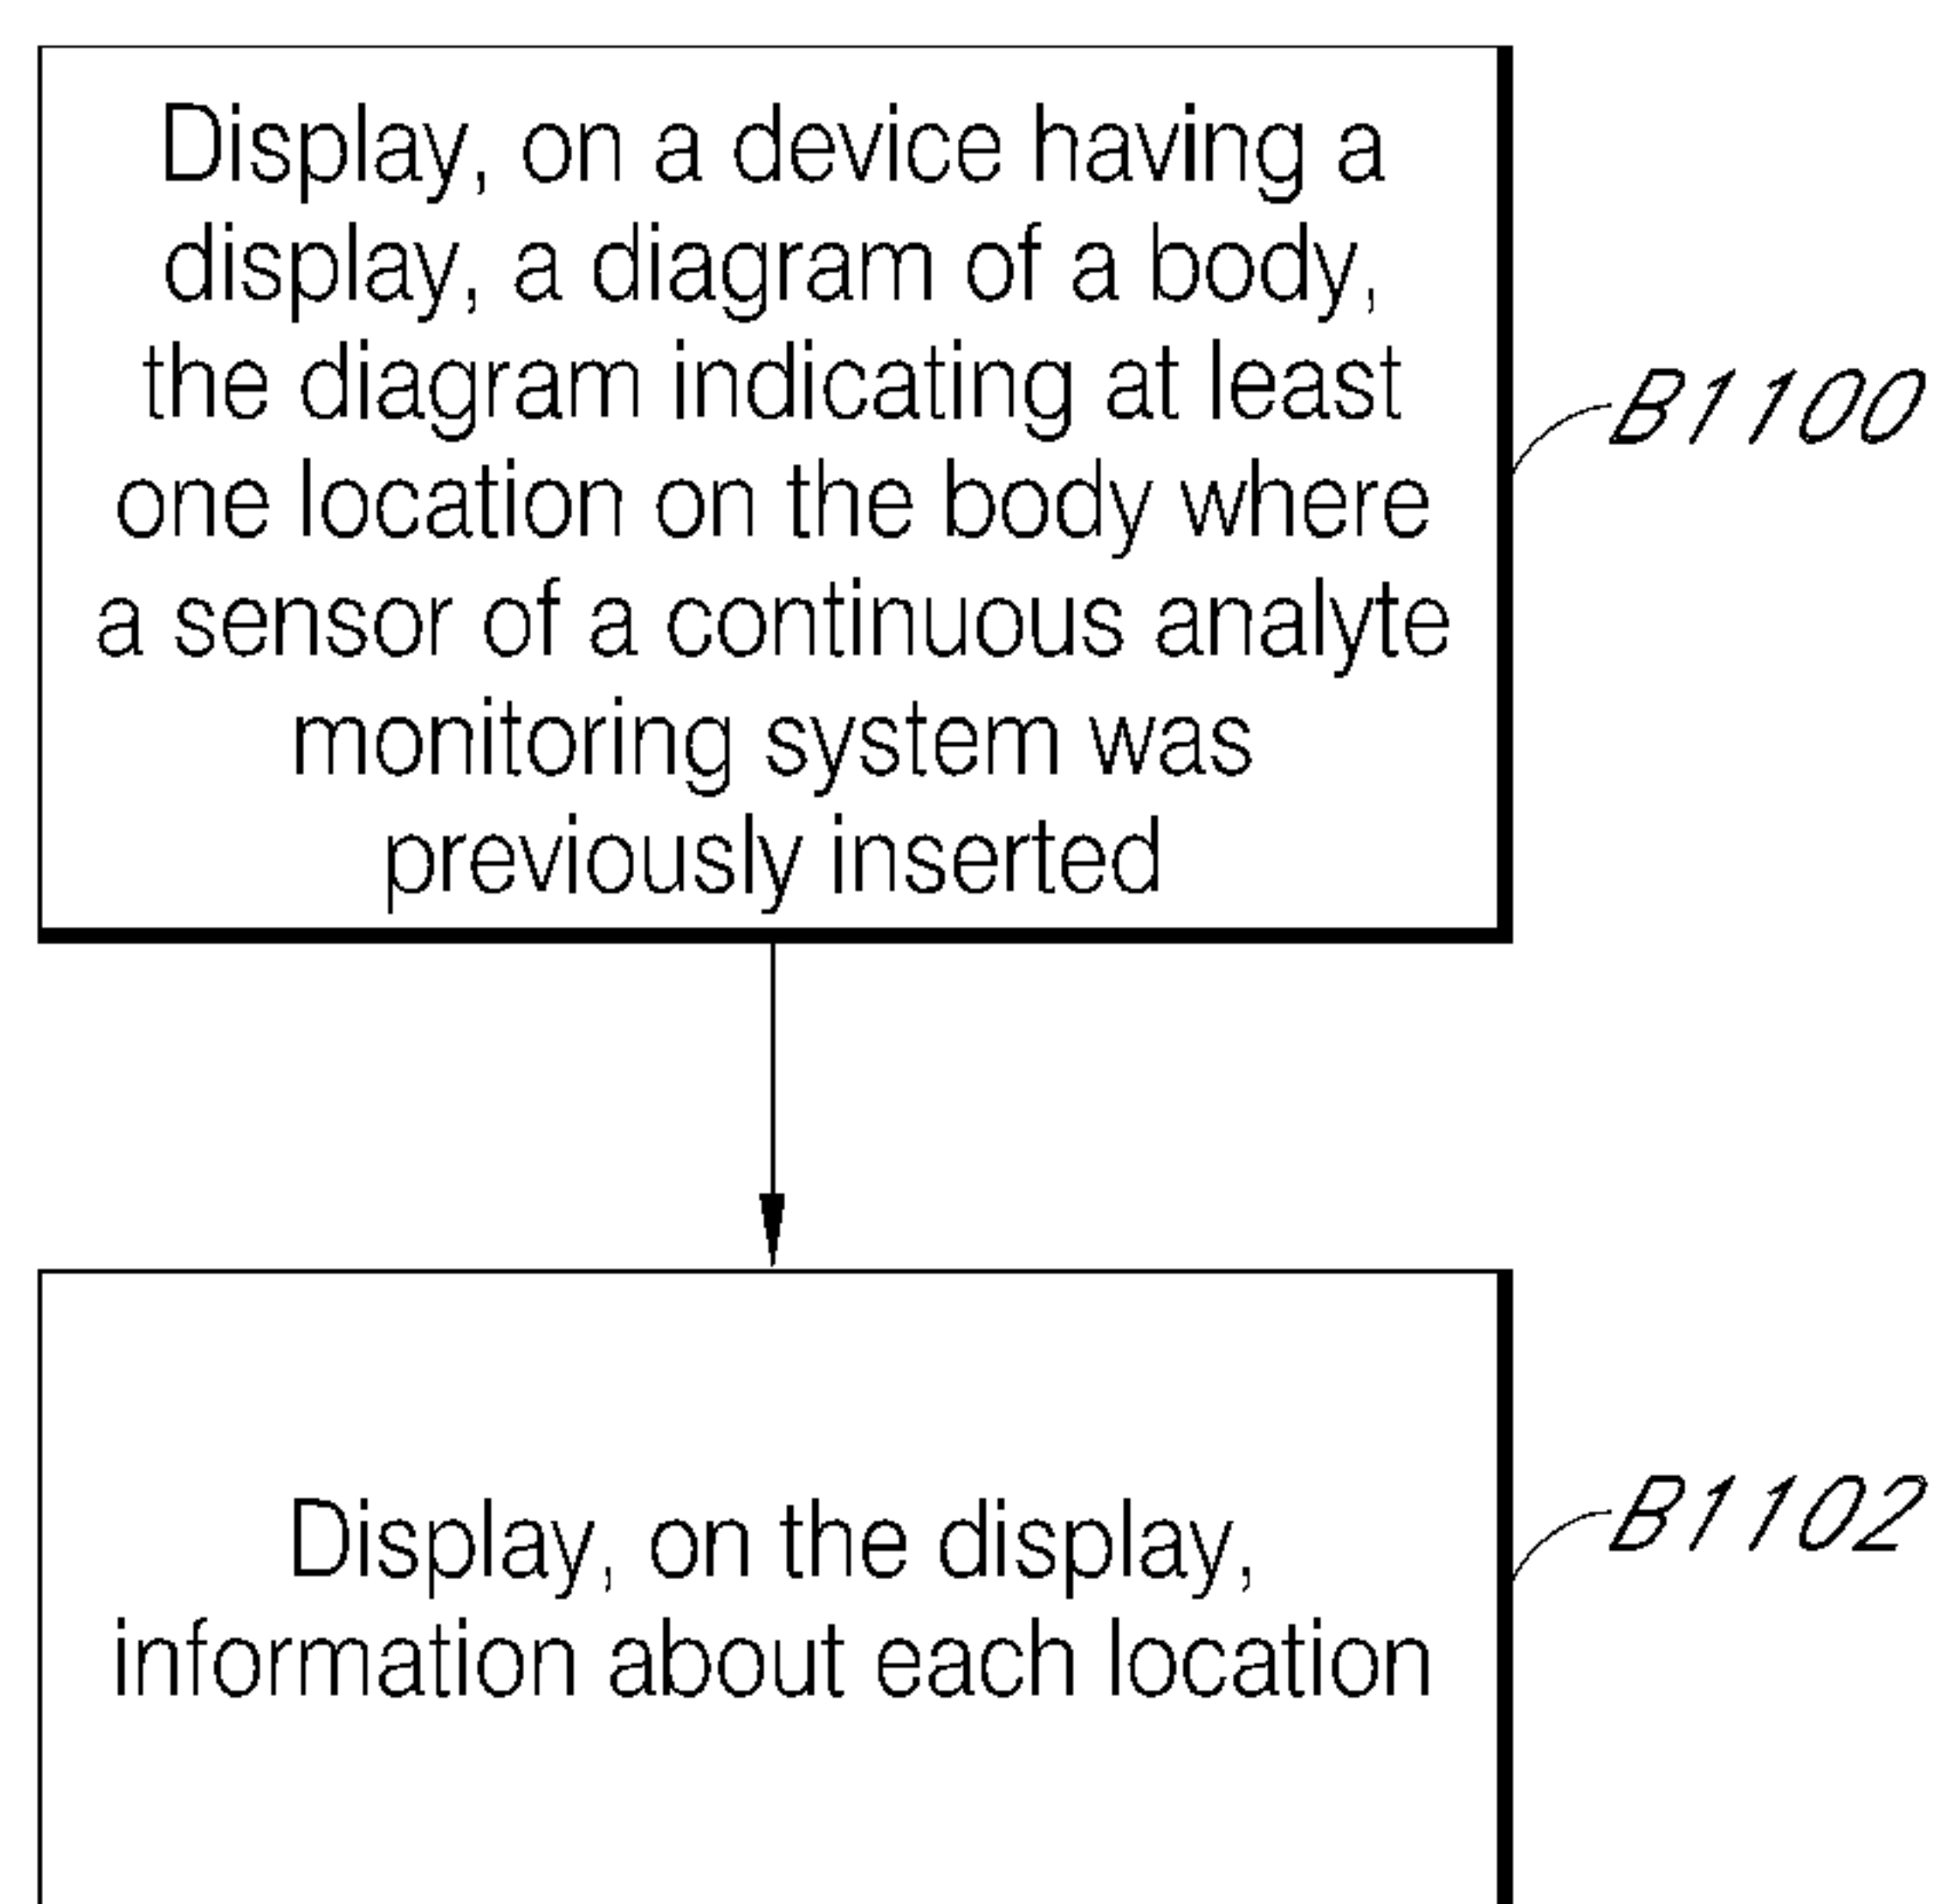 Display, on a device having a
display, a diagram of a body,
the diagram indicating at least
one location on the body where
a sensor of a continuous analyte
monitoring system was
previously inserted
B1100
Display, on the display,
information about each location
B1102